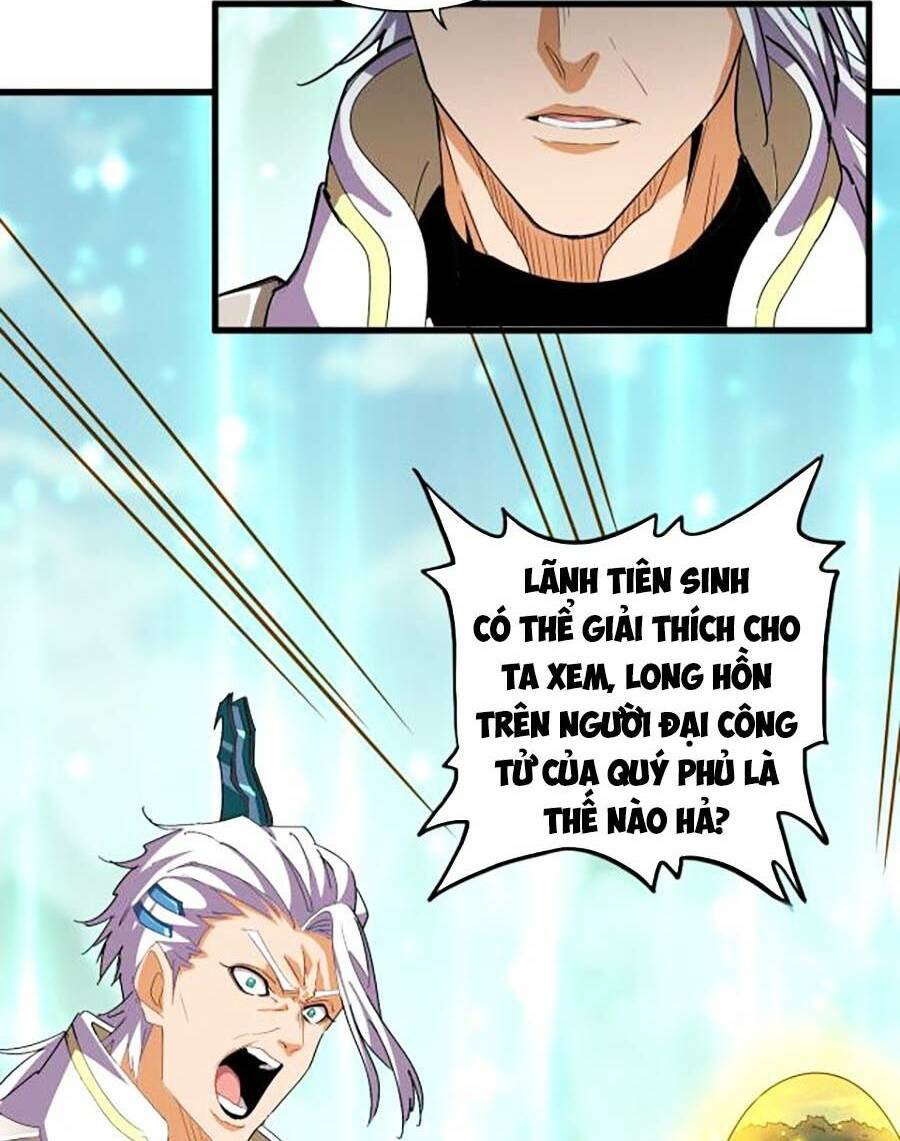 LÃNH TIÊN SINH
CÓ THỂ GIẢI THÍCH CHO
TA XEM, LONG HỒN
TRÊN NGƯỜI ĐẠI CÔNG
TỬ CỦA QUÝ PHỦ LÀ
THẾ NÀO HẢ?